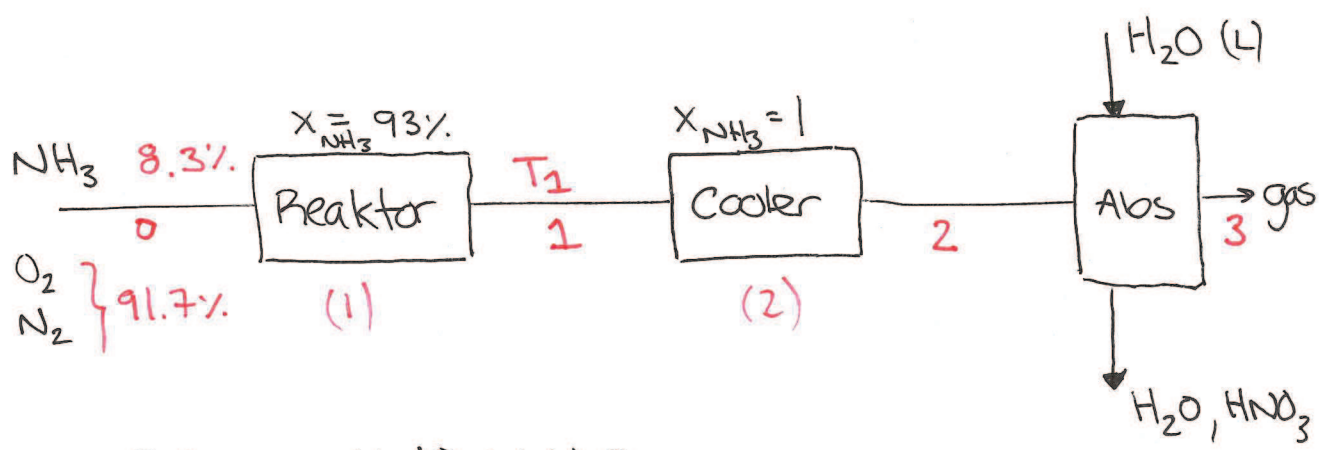 H₂O (L)
X_NH₃ = 93%
X_NH₃ = 1
NH₃ 8.3%
Reaktor
T₁
Cooler
Abs
gas
0
1
2
3
O₂
N₂
91.7%
(1)
(2)
H₂O, HNO₃